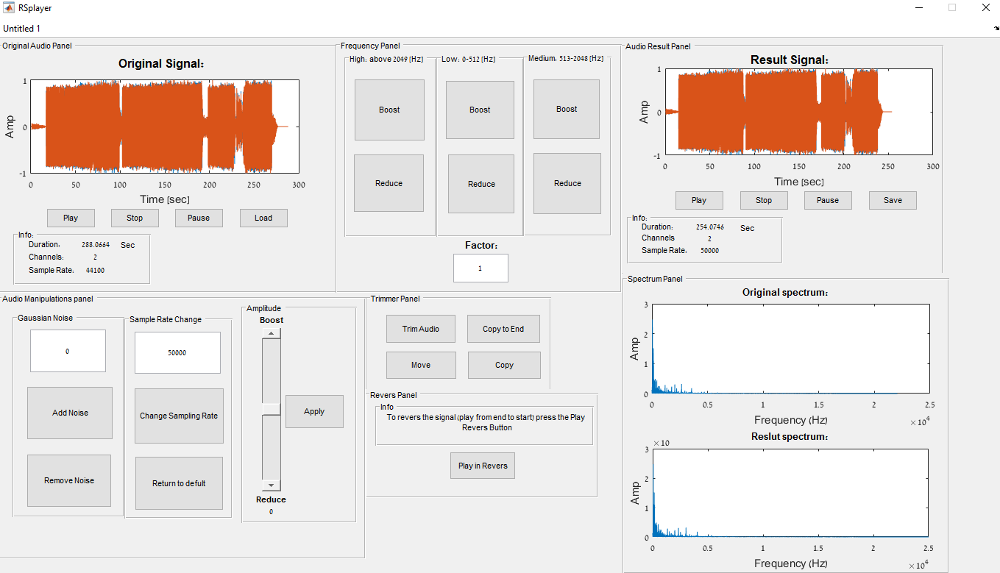 RSplayer
Untitled 1
Original Audio Panel
Original Signal:
1
0
-1
Amp
0 50 100 150 200 250 300
Time [sec]
Play Stop Pause Load
Info:
Duration: 288.0664 Sec
Channels: 2
Sample Rate: 44100
Frequency Panel
High: above 2049 [Hz]
Boost
Reduce
Low: 0-512 [Hz]
Boost
Reduce
Medium: 513-2048 [Hz]
Boost
Reduce
Factor:
1
Audio Result Panel
Result Signal:
1
0
-1
Amp
0 50 100 150 200 250 300
Time [sec]
Play Stop Pause Save
Info:
Duration: 254.0746 Sec
Channels 2
Sample Rate: 50000
Audio Manipulations panel
Gaussian Noise
0
Add Noise
Remove Noise
Sample Rate Change
50000
Change Sampling Rate
Return to defult
Amplitude
Boost
Apply
Reduce
0
Trimmer Panel
Trim Audio Copy to End
Move Copy
Revers Panel
Info
To revers the signal (play from end to start) press the Play
Revers Button
Play in Revers
Spectrum Panel
Original spectrum:
3
2
1
0
Amp
0 0.5 1 1.5 2 2.5
Frequency (Hz)
×10⁴
Reslut spectrum:
×10
3
2
1
0
Amp
0 0.5 1 1.5 2 2.5
Frequency (Hz)
×10⁴